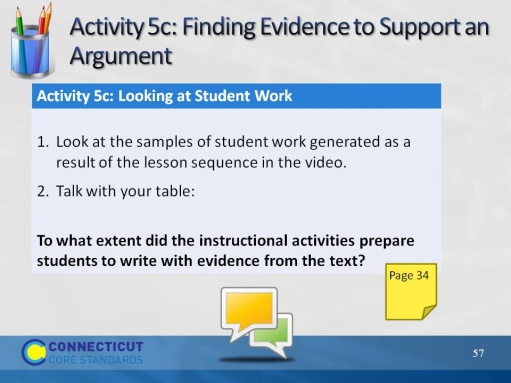 Activity 5c: Finding Evidence to Support an
Argument
Activity 5c: Looking at Student Work
1. Look at the samples of student work generated as a
result of the lesson sequence in the video.
2. Talk with your table:
To what extent did the instructional activities prepare
students to write with evidence from the text?
Page 34
CONNECTICUT
CORE STANDARDS
57